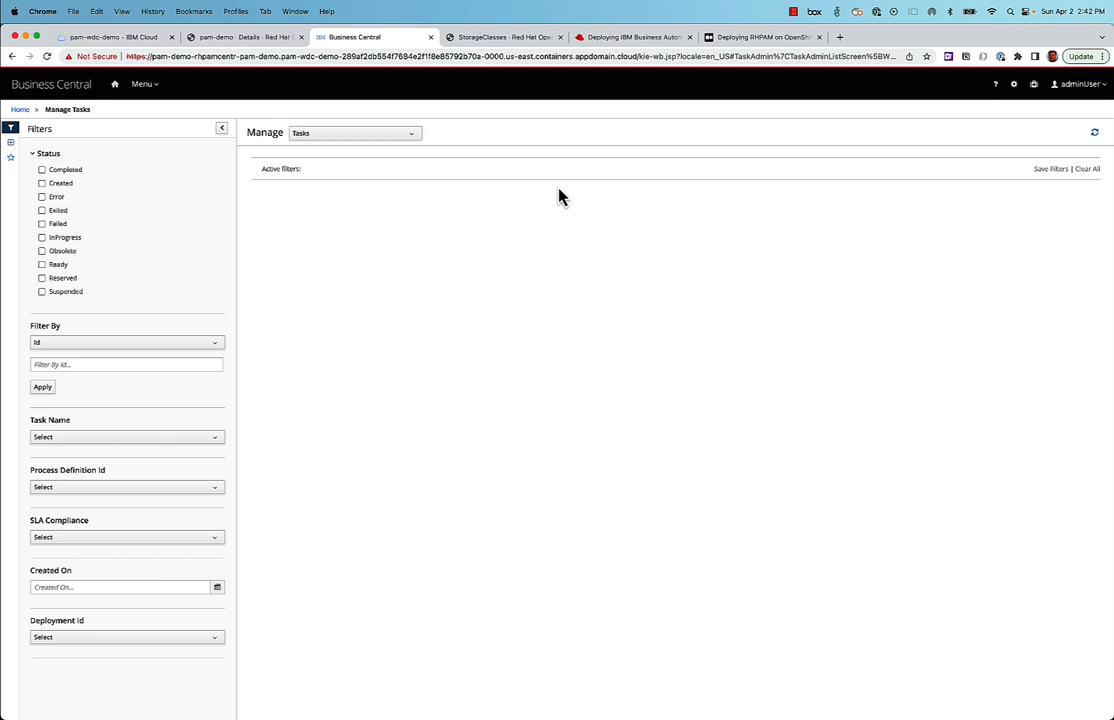 Chrome File Edit View History Bookmarks Profiles Tab Window Help
box
Sun Apr 2 2:42 PM
pam-wdc-demo - IBM Cloud
pam-demo · Details · Red Hat
Business Central
StorageClasses · Red Hat Ope
Deploying IBM Business Autom
Deploying RHPAM on OpenShi
Not Secure
https://pam-demo-rhpamcentr-pam-demo.pam-wdc-demo-289af2db554f7684e2f1f8e85792b70a-0000.us-east.containers.appdomain.cloud/kie-wb.jsp?locale=en_US#TaskAdmin%7CTaskAdminListScreen%5BW...
Update
Business Central
Menu
adminUser
Home > Manage Tasks
Filters
Manage
Tasks
Status
Completed
Created
Error
Exited
Failed
InProgress
Obsolete
Ready
Reserved
Suspended
Active filters:
Save Filters | Clear All
Filter By
Id
Filter By Id...
Apply
Task Name
Select
Process Definition Id
Select
SLA Compliance
Select
Created On
Created On...
Deployment Id
Select